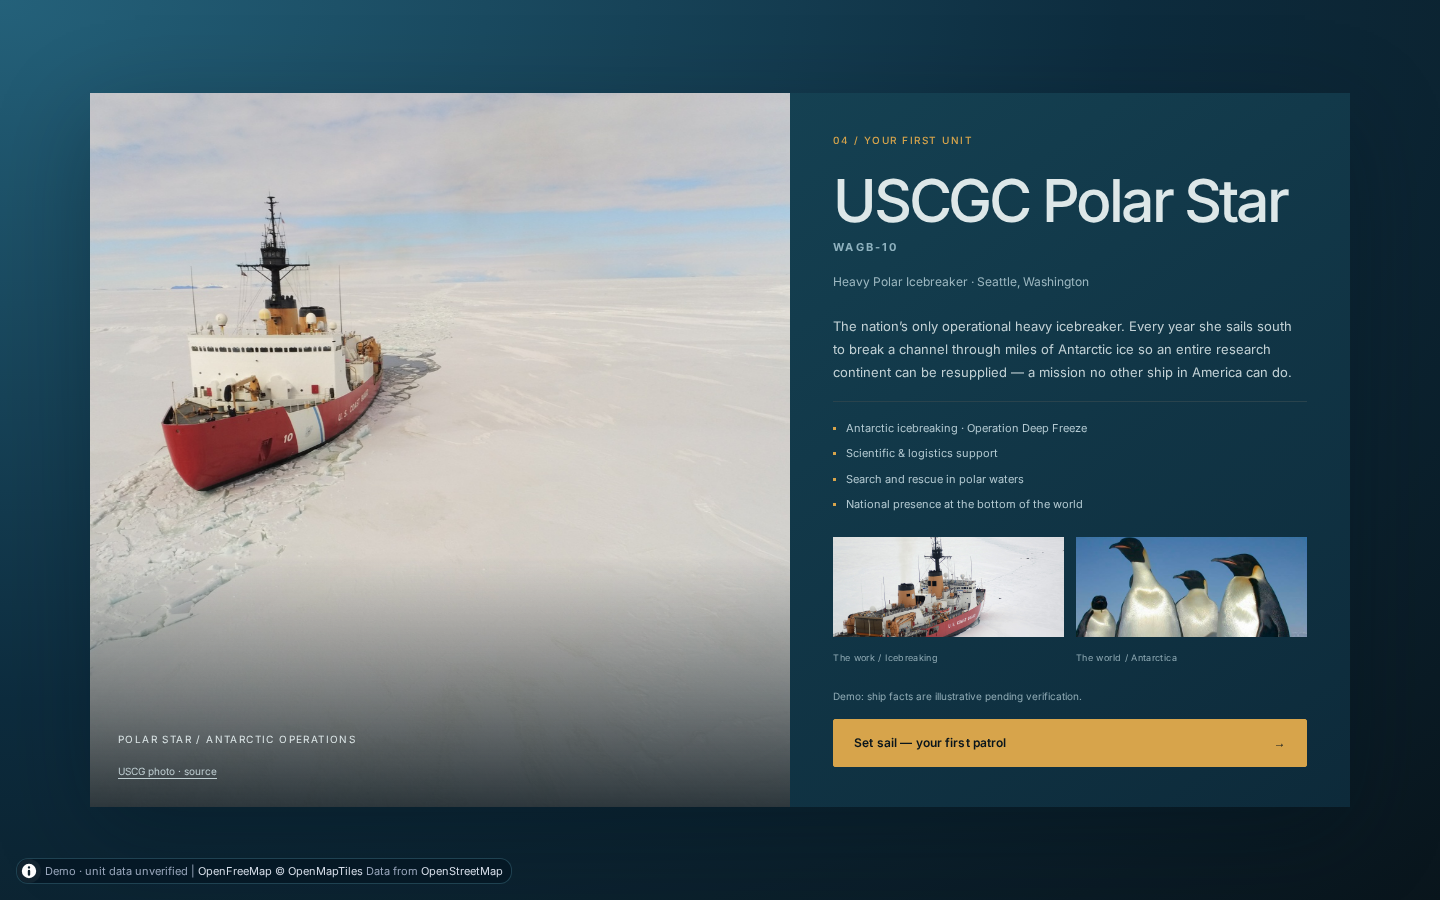 04 / YOUR FIRST UNIT
USCGC Polar Star
WAGB-10
Heavy Polar Icebreaker · Seattle, Washington
The nation’s only operational heavy icebreaker. Every year she sails south
to break a channel through miles of Antarctic ice so an entire research
continent can be resupplied — a mission no other ship in America can do.
▪ Antarctic icebreaking · Operation Deep Freeze
▪ Scientific & logistics support
▪ Search and rescue in polar waters
▪ National presence at the bottom of the world
The work / Icebreaking
The world / Antarctica
Demo: ship facts are illustrative pending verification.
Set sail — your first patrol →
10
U.S. COAST GUARD
POLAR STAR / ANTARCTIC OPERATIONS
USCG photo · source
Demo · unit data unverified | OpenFreeMap © OpenMapTiles Data from OpenStreetMap